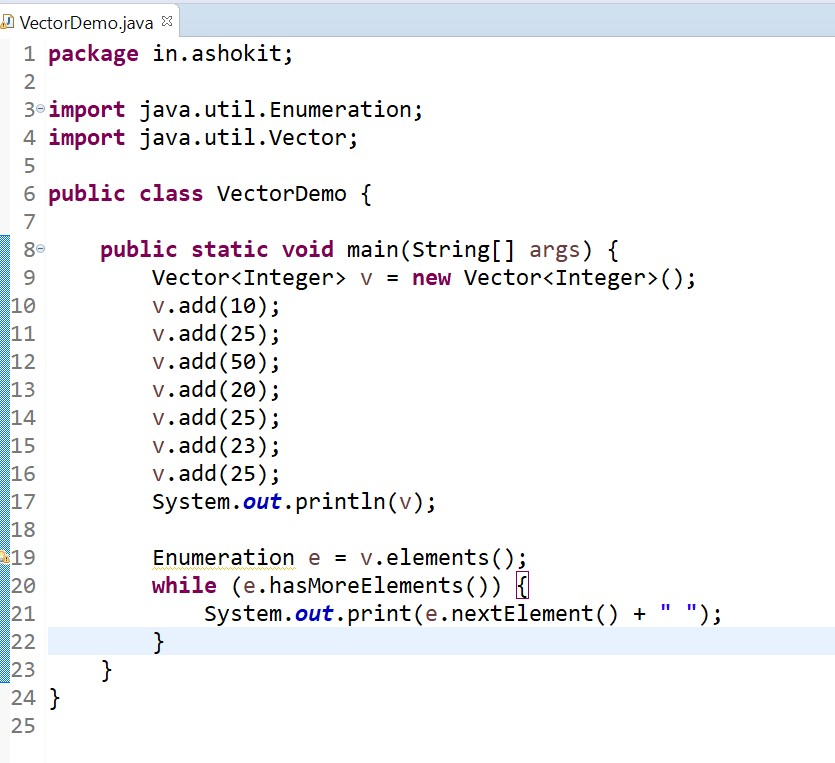 VectorDemo.java
1 package in.ashokit;
2
3 import java.util.Enumeration;
4 import java.util.Vector;
5
6 public class VectorDemo {
7
8     public static void main(String[] args) {
9         Vector<Integer> v = new Vector<Integer>();
10         v.add(10);
11         v.add(25);
12         v.add(50);
13         v.add(20);
14         v.add(25);
15         v.add(23);
16         v.add(25);
17         System.out.println(v);
18
19         Enumeration e = v.elements();
20         while (e.hasMoreElements()) {
21             System.out.print(e.nextElement() + " ");
22         }
23     }
24 }
25